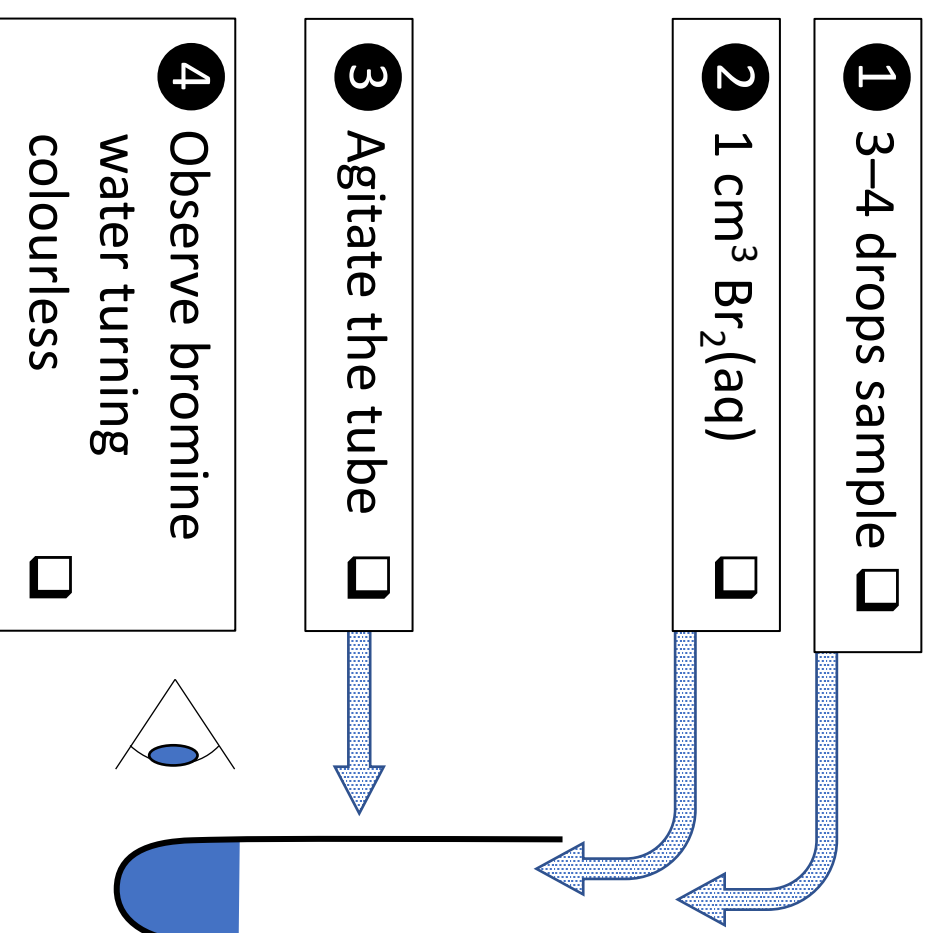 1 3–4 drops sample ❑
2 1 cm³ Br₂(aq) ❑
3 Agitate the tube ❑
4 Observe bromine
water turning
colourless ❑